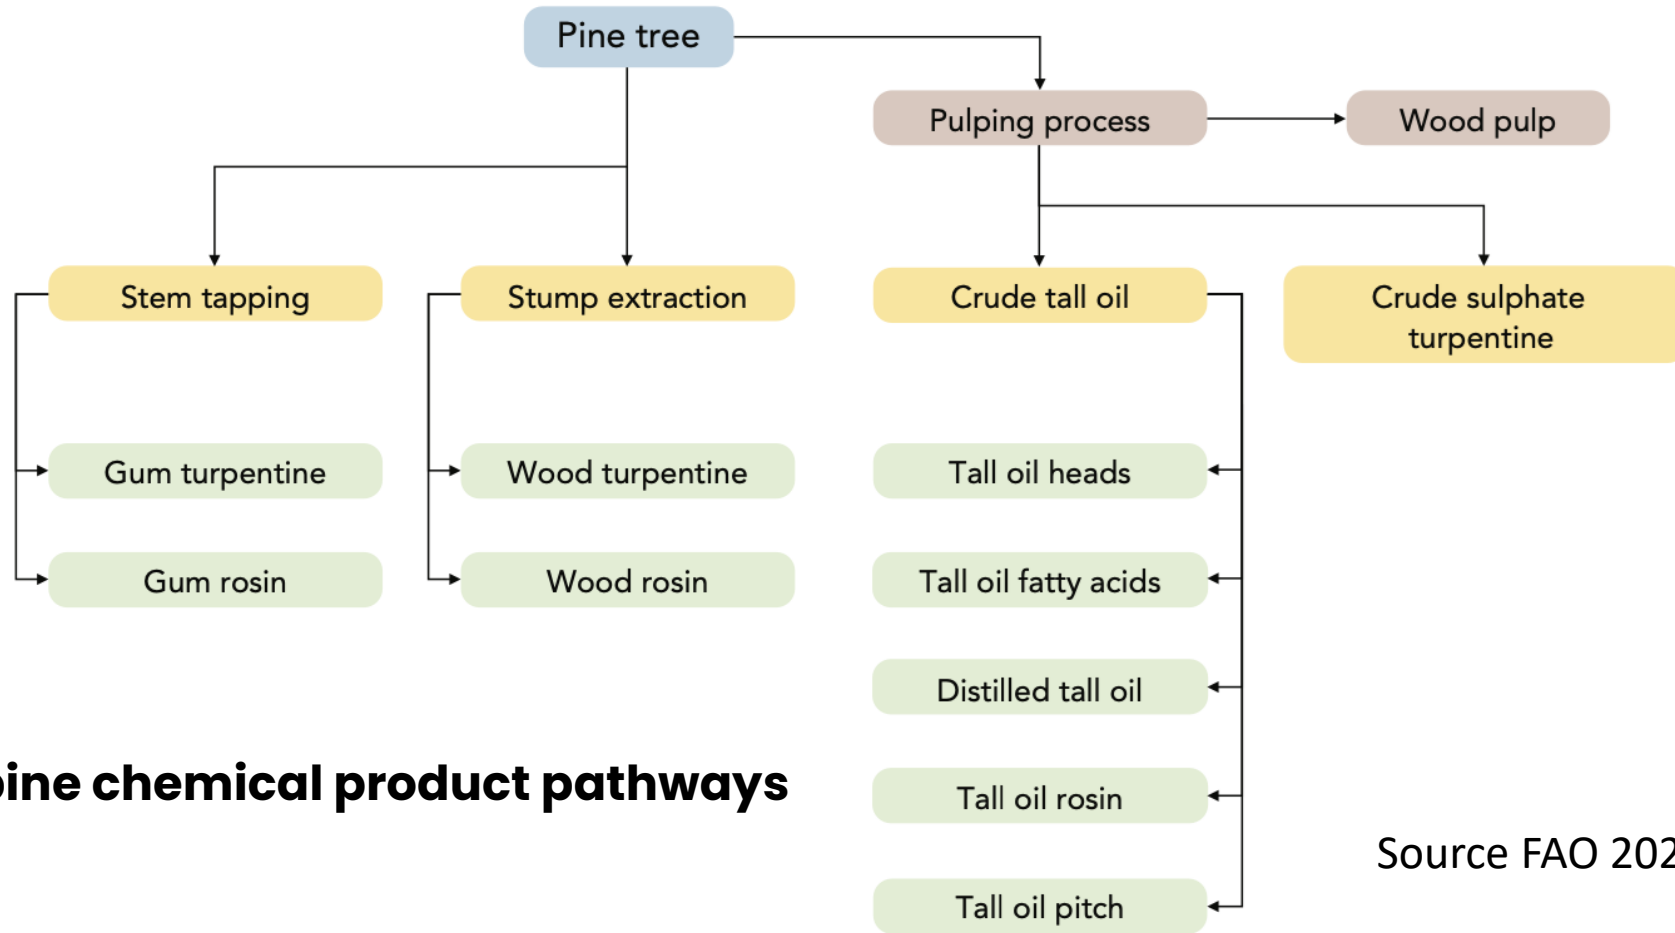 Pine tree
Pulping process
Wood pulp
Stem tapping
Stump extraction
Crude tall oil
Crude sulphate
turpentine
Gum turpentine
Wood turpentine
Tall oil heads
Gum rosin
Wood rosin
Tall oil fatty acids
Distilled tall oil
pine chemical product pathways
Tall oil rosin
Source FAO 202
Tall oil pitch